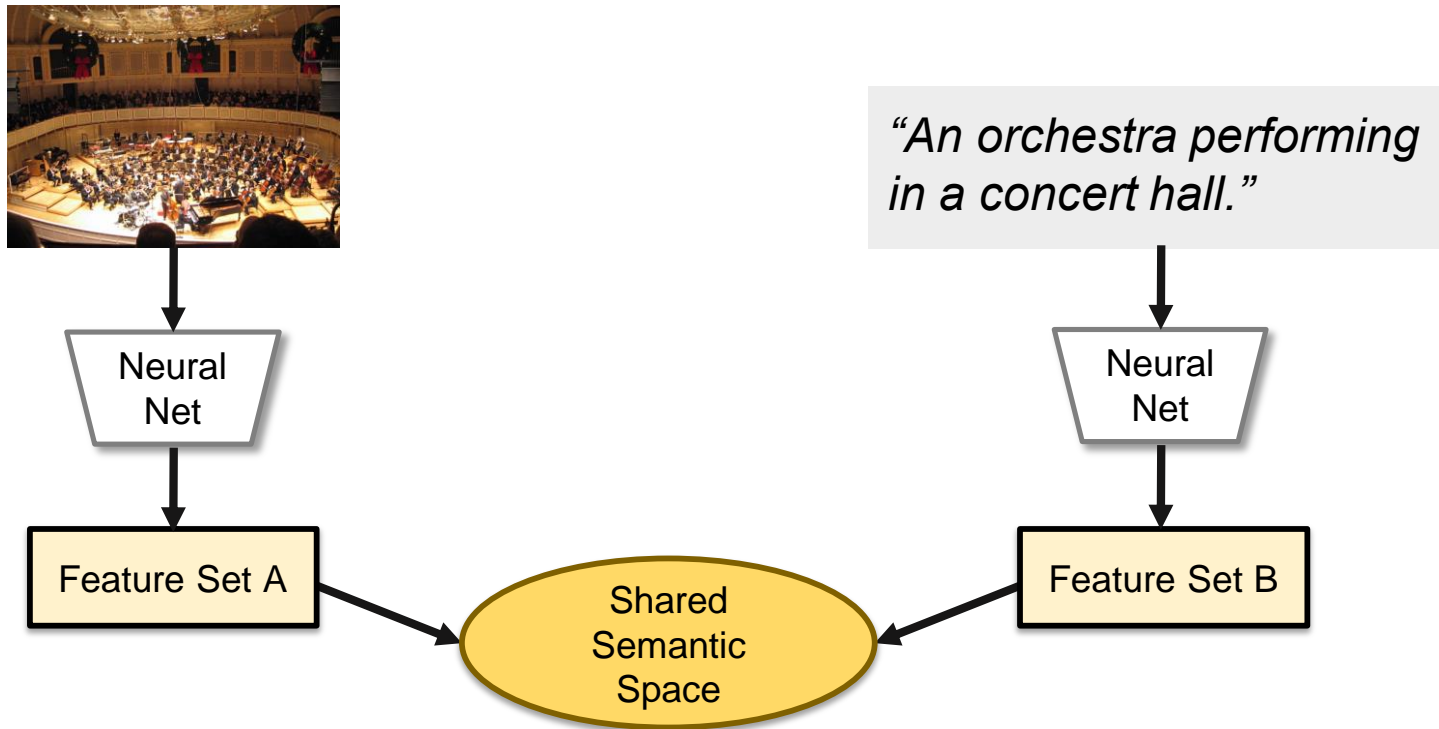 “An orchestra performing
in a concert hall.”
Neural
Net
Neural
Net
Feature Set A
Feature Set B
Shared
Semantic
Space